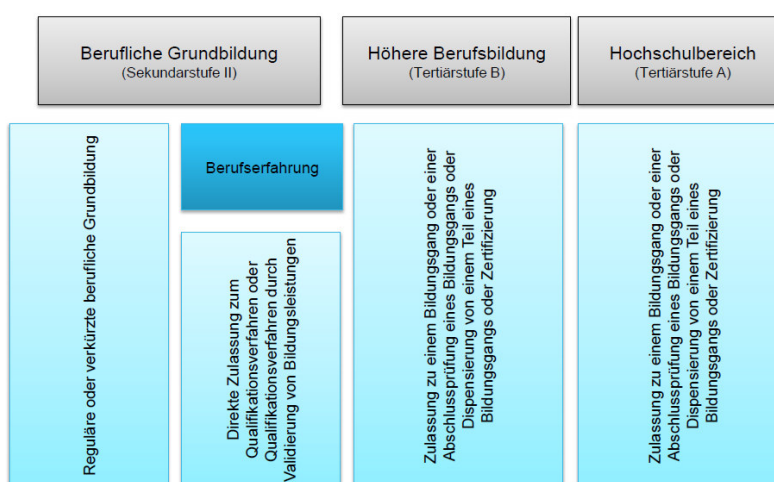 Berufliche Grundbildung
(Sekundarstufe II)
Höhere Berufsbildung
(Tertiärstufe B)
Hochschulbereich
(Tertiärstufe A)
Reguläre oder verkürzte berufliche Grundbildung
Berufserfahrung
Direkte Zulassung zum
Qualifikationsverfahren oder
Qualifikationsverfahren durch
Validierung von Bildungsleistungen
Zulassung zu einem Bildungsgang oder einer
Abschlussprüfung eines Bildungsgangs oder
Dispensierung von einem Teil eines
Bildungsgangs oder Zertifizierung
Zulassung zu einem Bildungsgang oder einer
Abschlussprüfung eines Bildungsgangs oder
Dispensierung von einem Teil eines
Bildungsgangs oder Zertifizierung